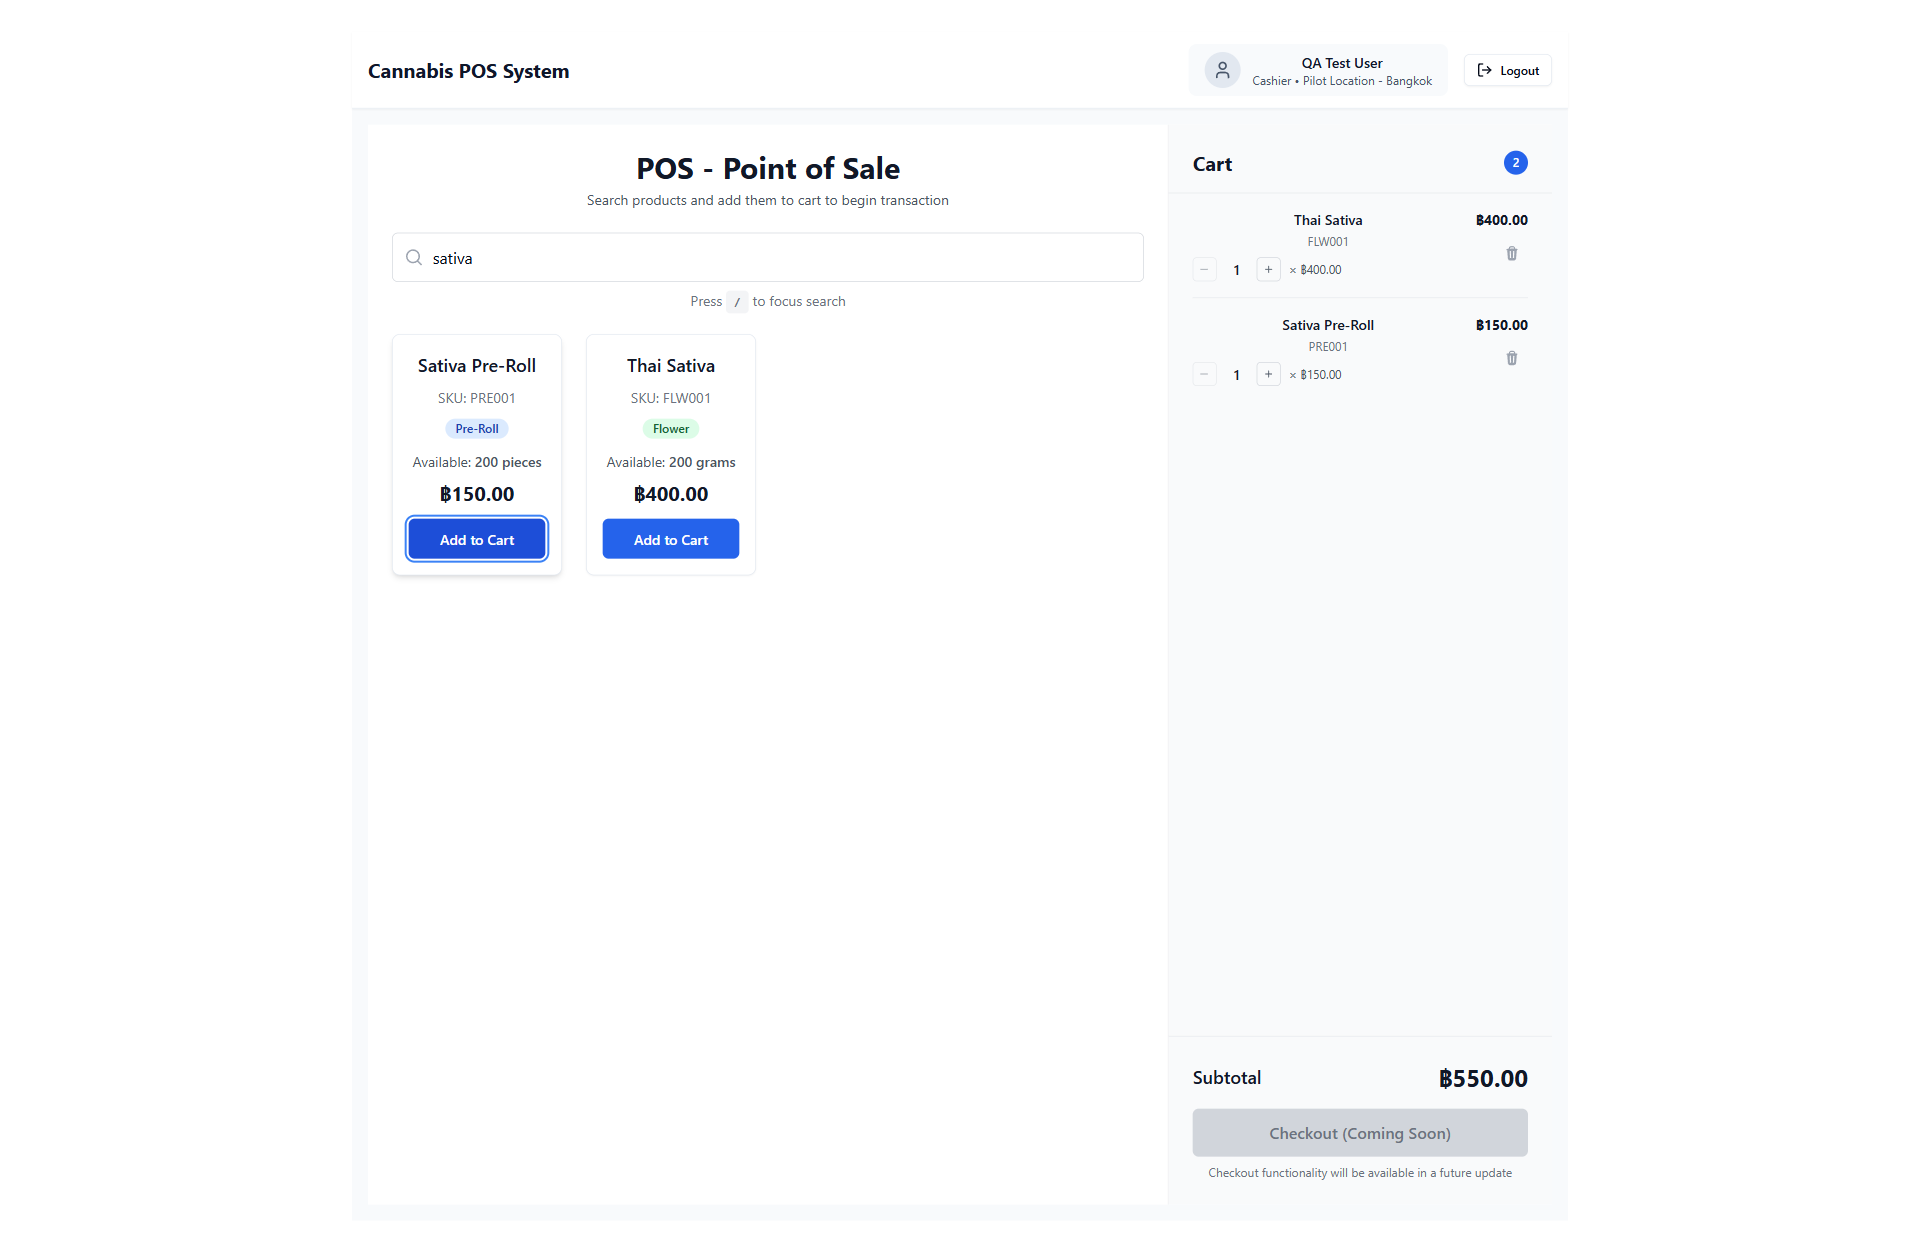 Cannabis POS System
QA Test User
Cashier • Pilot Location - Bangkok
Logout
POS - Point of Sale
Search products and add them to cart to begin transaction
sativa
Press / to focus search
Sativa Pre-Roll
SKU: PRE001
Pre-Roll
Available: 200 pieces
฿150.00
Add to Cart
Thai Sativa
SKU: FLW001
Flower
Available: 200 grams
฿400.00
Add to Cart
Cart
2
Thai Sativa
฿400.00
FLW001
− 1 + × ฿400.00
Sativa Pre-Roll
฿150.00
PRE001
− 1 + × ฿150.00
Subtotal
฿550.00
Checkout (Coming Soon)
Checkout functionality will be available in a future update